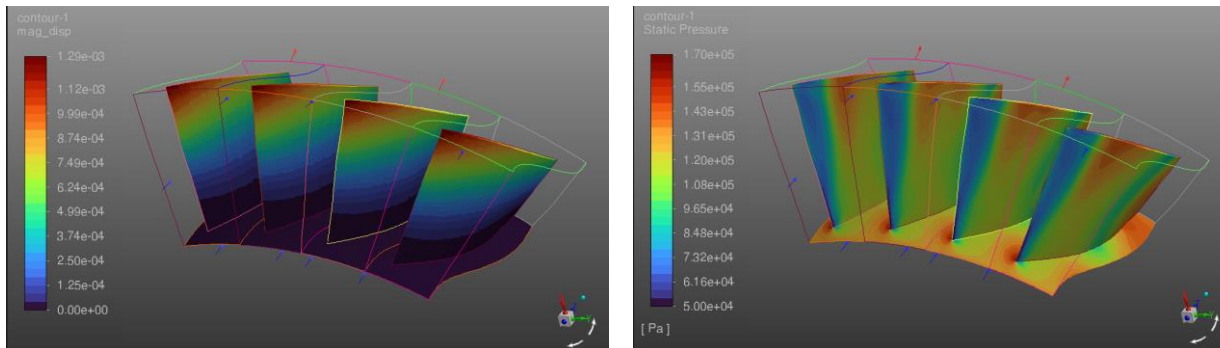 contour-1
mag_disp
1.29e-03
1.12e-03
9.99e-04
8.74e-04
7.49e-04
6.24e-04
4.99e-04
3.74e-04
2.50e-04
1.25e-04
0.00e+00
contour-1
Static Pressure
1.70e+05
1.55e+05
1.43e+05
1.31e+05
1.20e+05
1.08e+05
9.65e+04
8.48e+04
7.32e+04
6.16e+04
5.00e+04
[ Pa ]